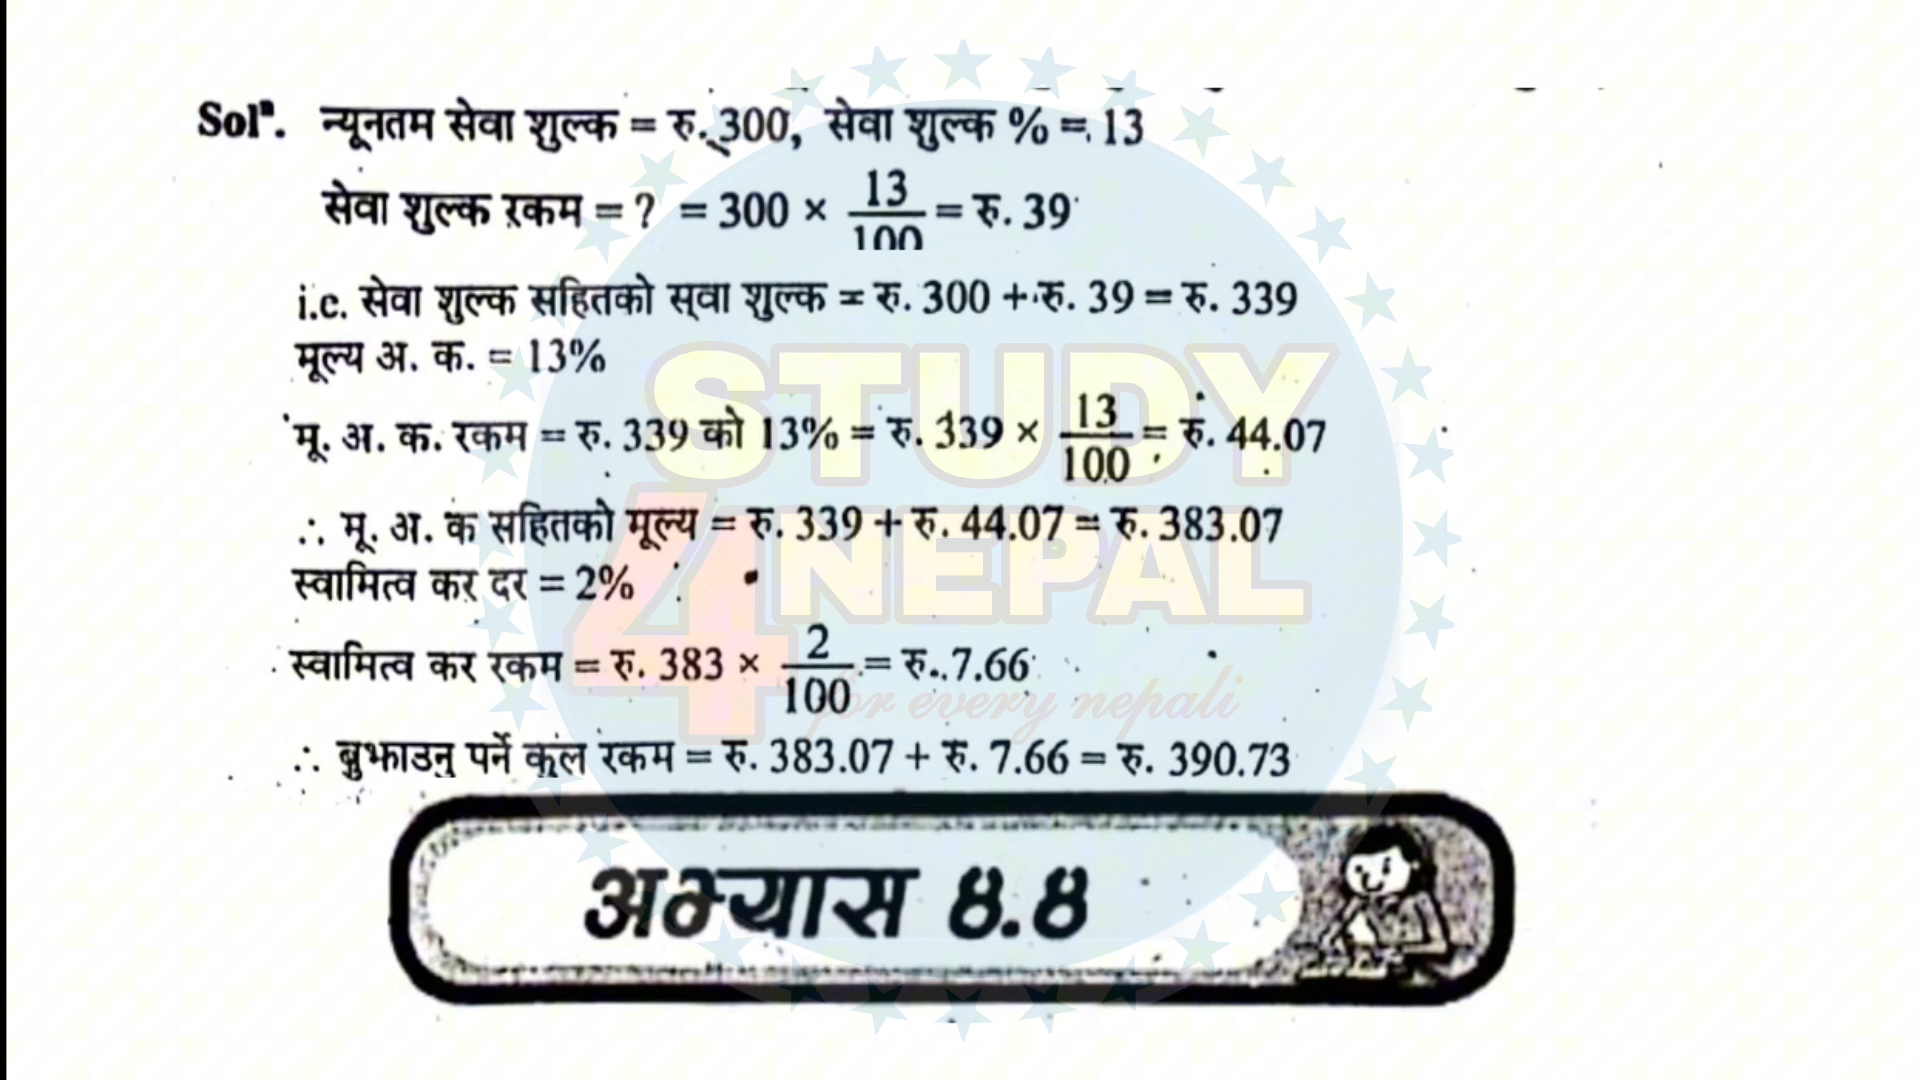 Solⁿ. न्यूनतम सेवा शुल्क = रु. 300, सेवा शुल्क % = 13
सेवा शुल्क रकम = ? = 300 × 13/100 = रु. 39
i.c. सेवा शुल्क सहितको स्वा शुल्क = रु. 300 + रु. 39 = रु. 339
मूल्य अ. क. = 13%
मू. अ. क. रकम = रु. 339 को 13% = रु. 339 × 13/100 = रु. 44.07
∴ मू. अ. क सहितको मूल्य = रु. 339 + रु. 44.07 = रु. 383.07
स्वामित्व कर दर = 2%
स्वामित्व कर रकम = रु. 383 × 2/100 = रु. 7.66
∴ बुझाउनु पर्ने कुल रकम = रु. 383.07 + रु. 7.66 = रु. 390.73
अभ्यास ४.४
STUDY
4 NEPAL
for every nepali